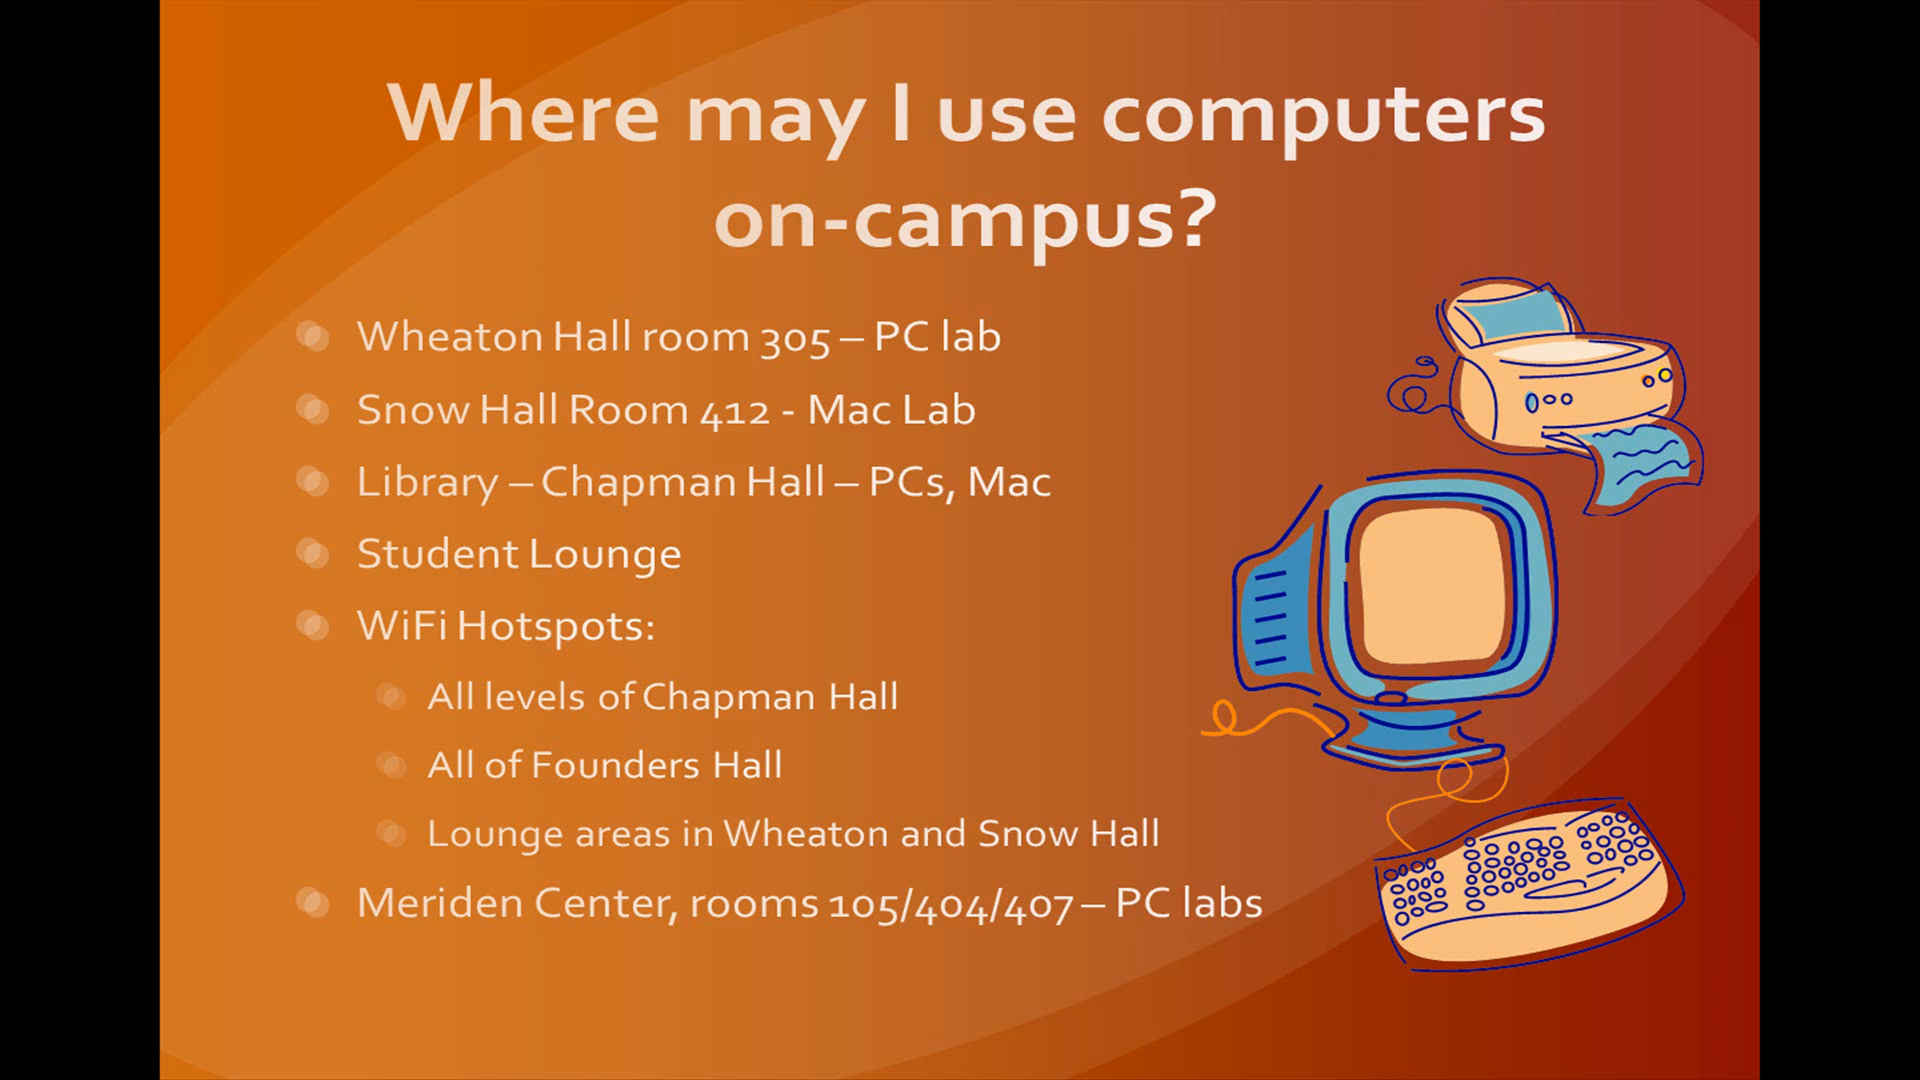 Where may I use computers
on-campus?
Wheaton Hall room 305 – PC lab
Snow Hall Room 412 - Mac Lab
Library – Chapman Hall – PCs, Mac
Student Lounge
WiFi Hotspots:
All levels of Chapman Hall
All of Founders Hall
Lounge areas in Wheaton and Snow Hall
Meriden Center, rooms 105/404/407 – PC labs